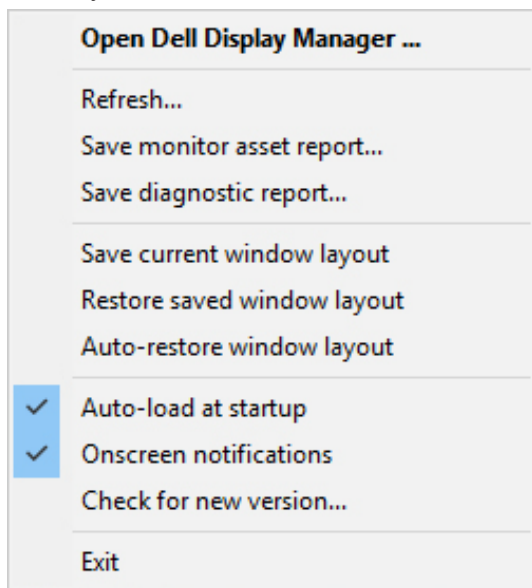 Open Dell Display Manager ...
Refresh...
Save monitor asset report...
Save diagnostic report...
Save current window layout
Restore saved window layout
Auto-restore window layout
Auto-load at startup
Onscreen notifications
Check for new version...
Exit